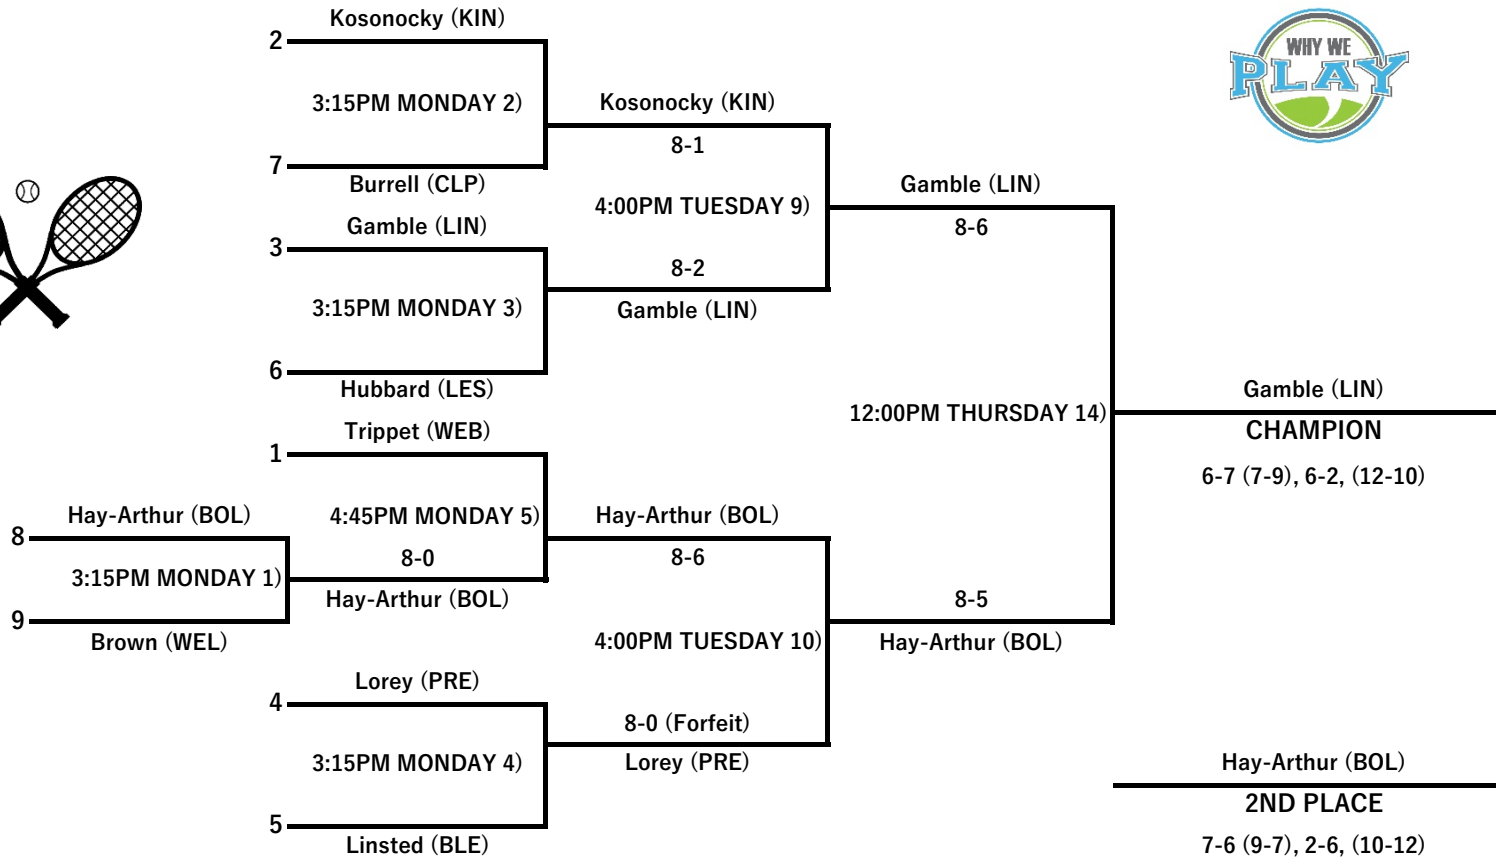 Kosonocky (KIN)
2
3:15PM MONDAY 2)
7
Burrell (CLP)
Kosonocky (KIN)
8-1
4:00PM TUESDAY 9)
Gamble (LIN)
3
3:15PM MONDAY 3)
6
Hubbard (LES)
8-2
Gamble (LIN)
Gamble (LIN)
8-6
12:00PM THURSDAY 14)
Trippet (WEB)
1
4:45PM MONDAY 5)
Hay-Arthur (BOL)
8
3:15PM MONDAY 1)
9
Brown (WEL)
8-0
Hay-Arthur (BOL)
Hay-Arthur (BOL)
8-6
4:00PM TUESDAY 10)
Lorey (PRE)
4
3:15PM MONDAY 4)
5
Linsted (BLE)
8-0 (Forfeit)
Lorey (PRE)
8-5
Hay-Arthur (BOL)
WHY WE
PLAY
Gamble (LIN)
CHAMPION
6-7 (7-9), 6-2, (12-10)
Hay-Arthur (BOL)
2ND PLACE
7-6 (9-7), 2-6, (10-12)